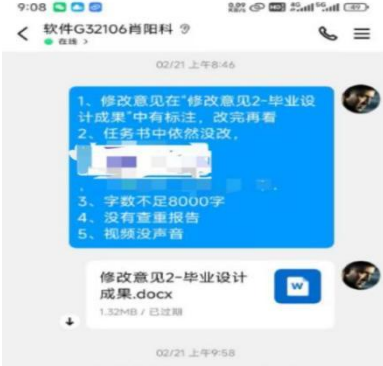 9:08
软件G32106肖阳科
在线 >
02/21 上午8:46
1、修改意见在“修改意见2-毕业设
计成果”中有标注，改完再看
2、任务书中依然没改，
3、字数不足8000字
4、没有查重报告
5、视频没声音
修改意见2-毕业设计
成果.docx
W
1.32MB / 已过期
02/21 上午9:58